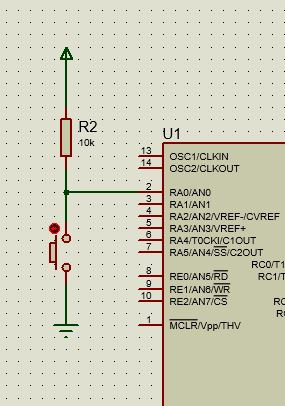 R2
10k
U1
13 OSC1/CLKIN
14 OSC2/CLKOUT
2 RA0/AN0
3 RA1/AN1
4 RA2/AN2/VREF-/CVREF
5 RA3/AN3/VREF+
6 RA4/T0CKI/C1OUT
7 RA5/AN4/SS/C2OUT
RC0/T1
8 RE0/AN5/RD
RC1/T
9 RE1/AN6/WR
10 RE2/AN7/CS
RC
RC
1 MCLR/Vpp/THV